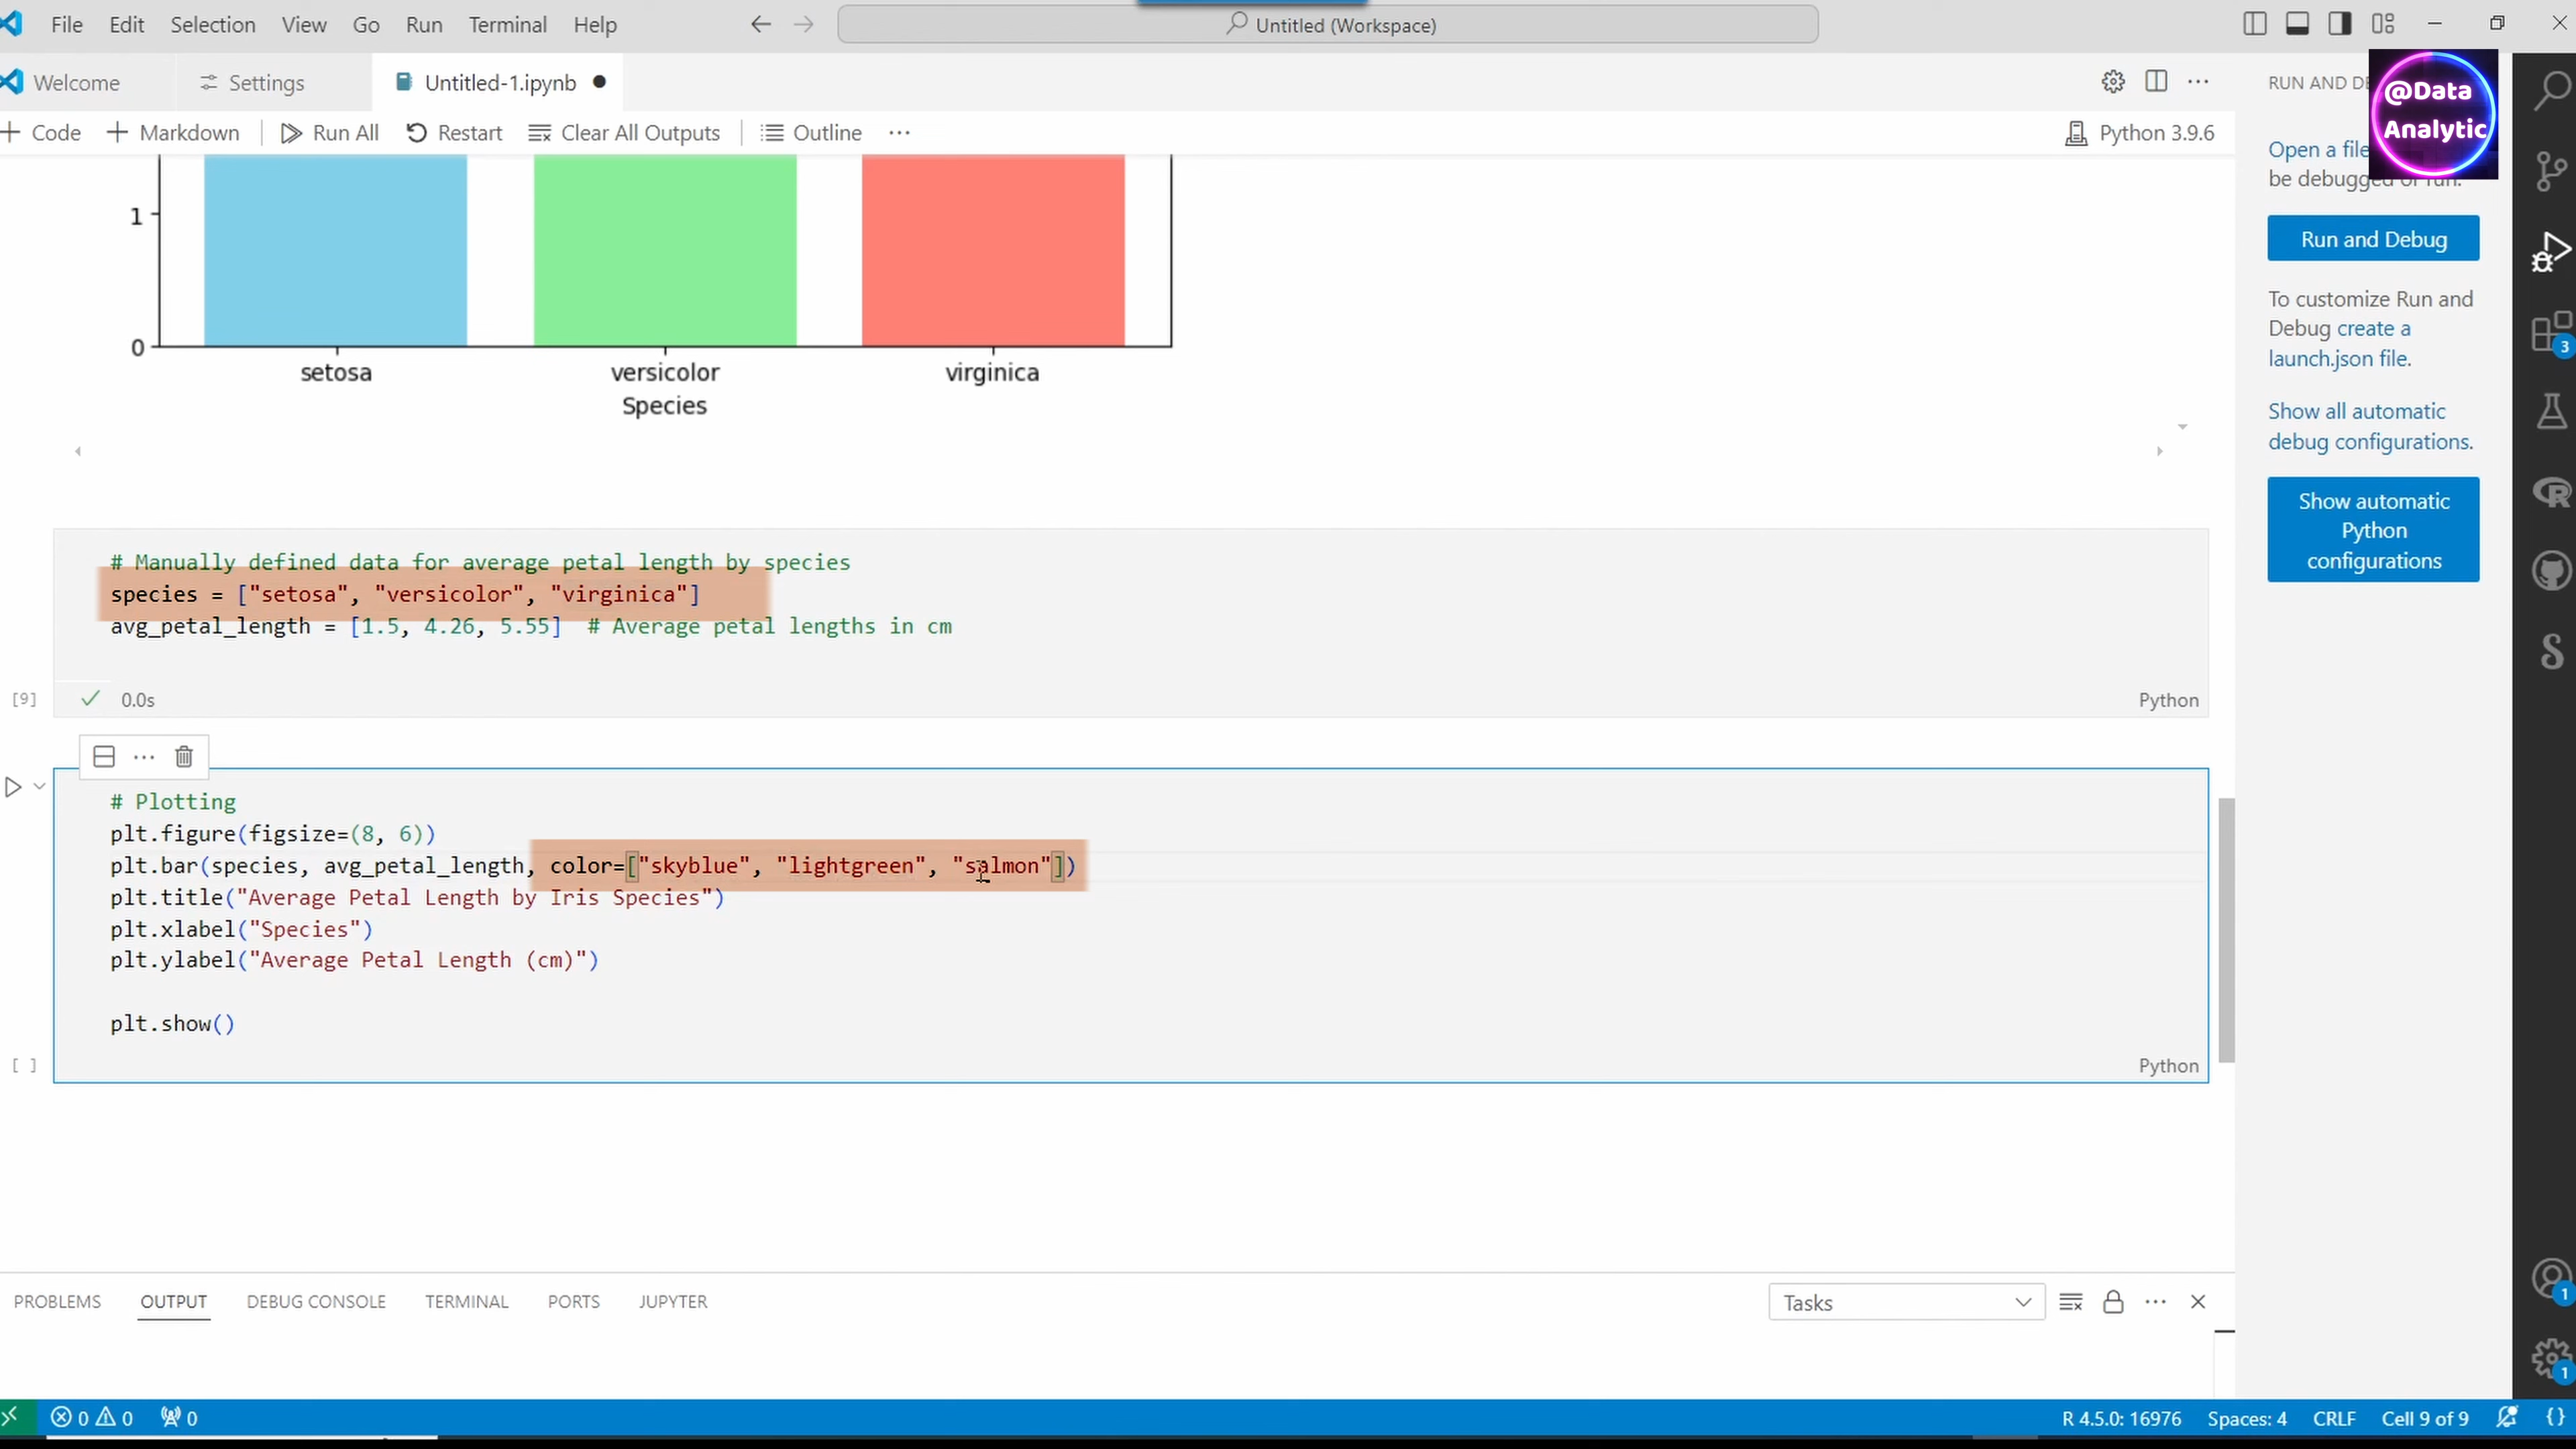 File Edit Selection View Go Run Terminal Help Untitled (Workspace)
Welcome Settings Untitled-1.ipynb
RUN AND
@Data
Analytic
Code Markdown Run All Restart Clear All Outputs Outline ... Python 3.9.6
Open a file
be debugged or run.
1
0
setosa versicolor virginica
Species
Run and Debug
To customize Run and
Debug create a
launch.json file.
Show all automatic
debug configurations.
Show automatic
Python
configurations
3
# Manually defined data for average petal length by species
species = ["setosa", "versicolor", "virginica"]
avg_petal_length = [1.5, 4.26, 5.55]  # Average petal lengths in cm
[9] 0.0s Python
# Plotting
plt.figure(figsize=(8, 6))
plt.bar(species, avg_petal_length, color=["skyblue", "lightgreen", "salmon"])
plt.title("Average Petal Length by Iris Species")
plt.xlabel("Species")
plt.ylabel("Average Petal Length (cm)")
plt.show()
[ ] Python
PROBLEMS OUTPUT DEBUG CONSOLE TERMINAL PORTS JUPYTER Tasks
1
1
0 0 0 R 4.5.0: 16976 Spaces: 4 CRLF Cell 9 of 9 {}